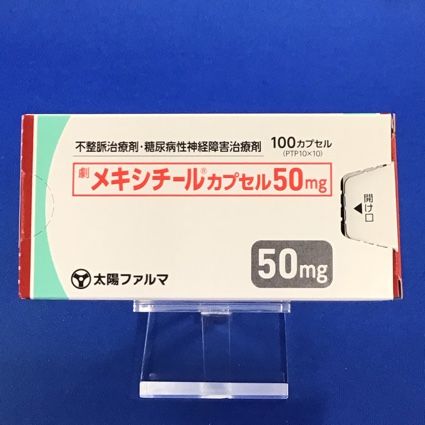 不整脈治療剤・糖尿病性神経障害治療剤
100カプセル
(PTP10×10)
劇 メキシチール®カプセル50mg
開け口
50mg
太陽ファルマ